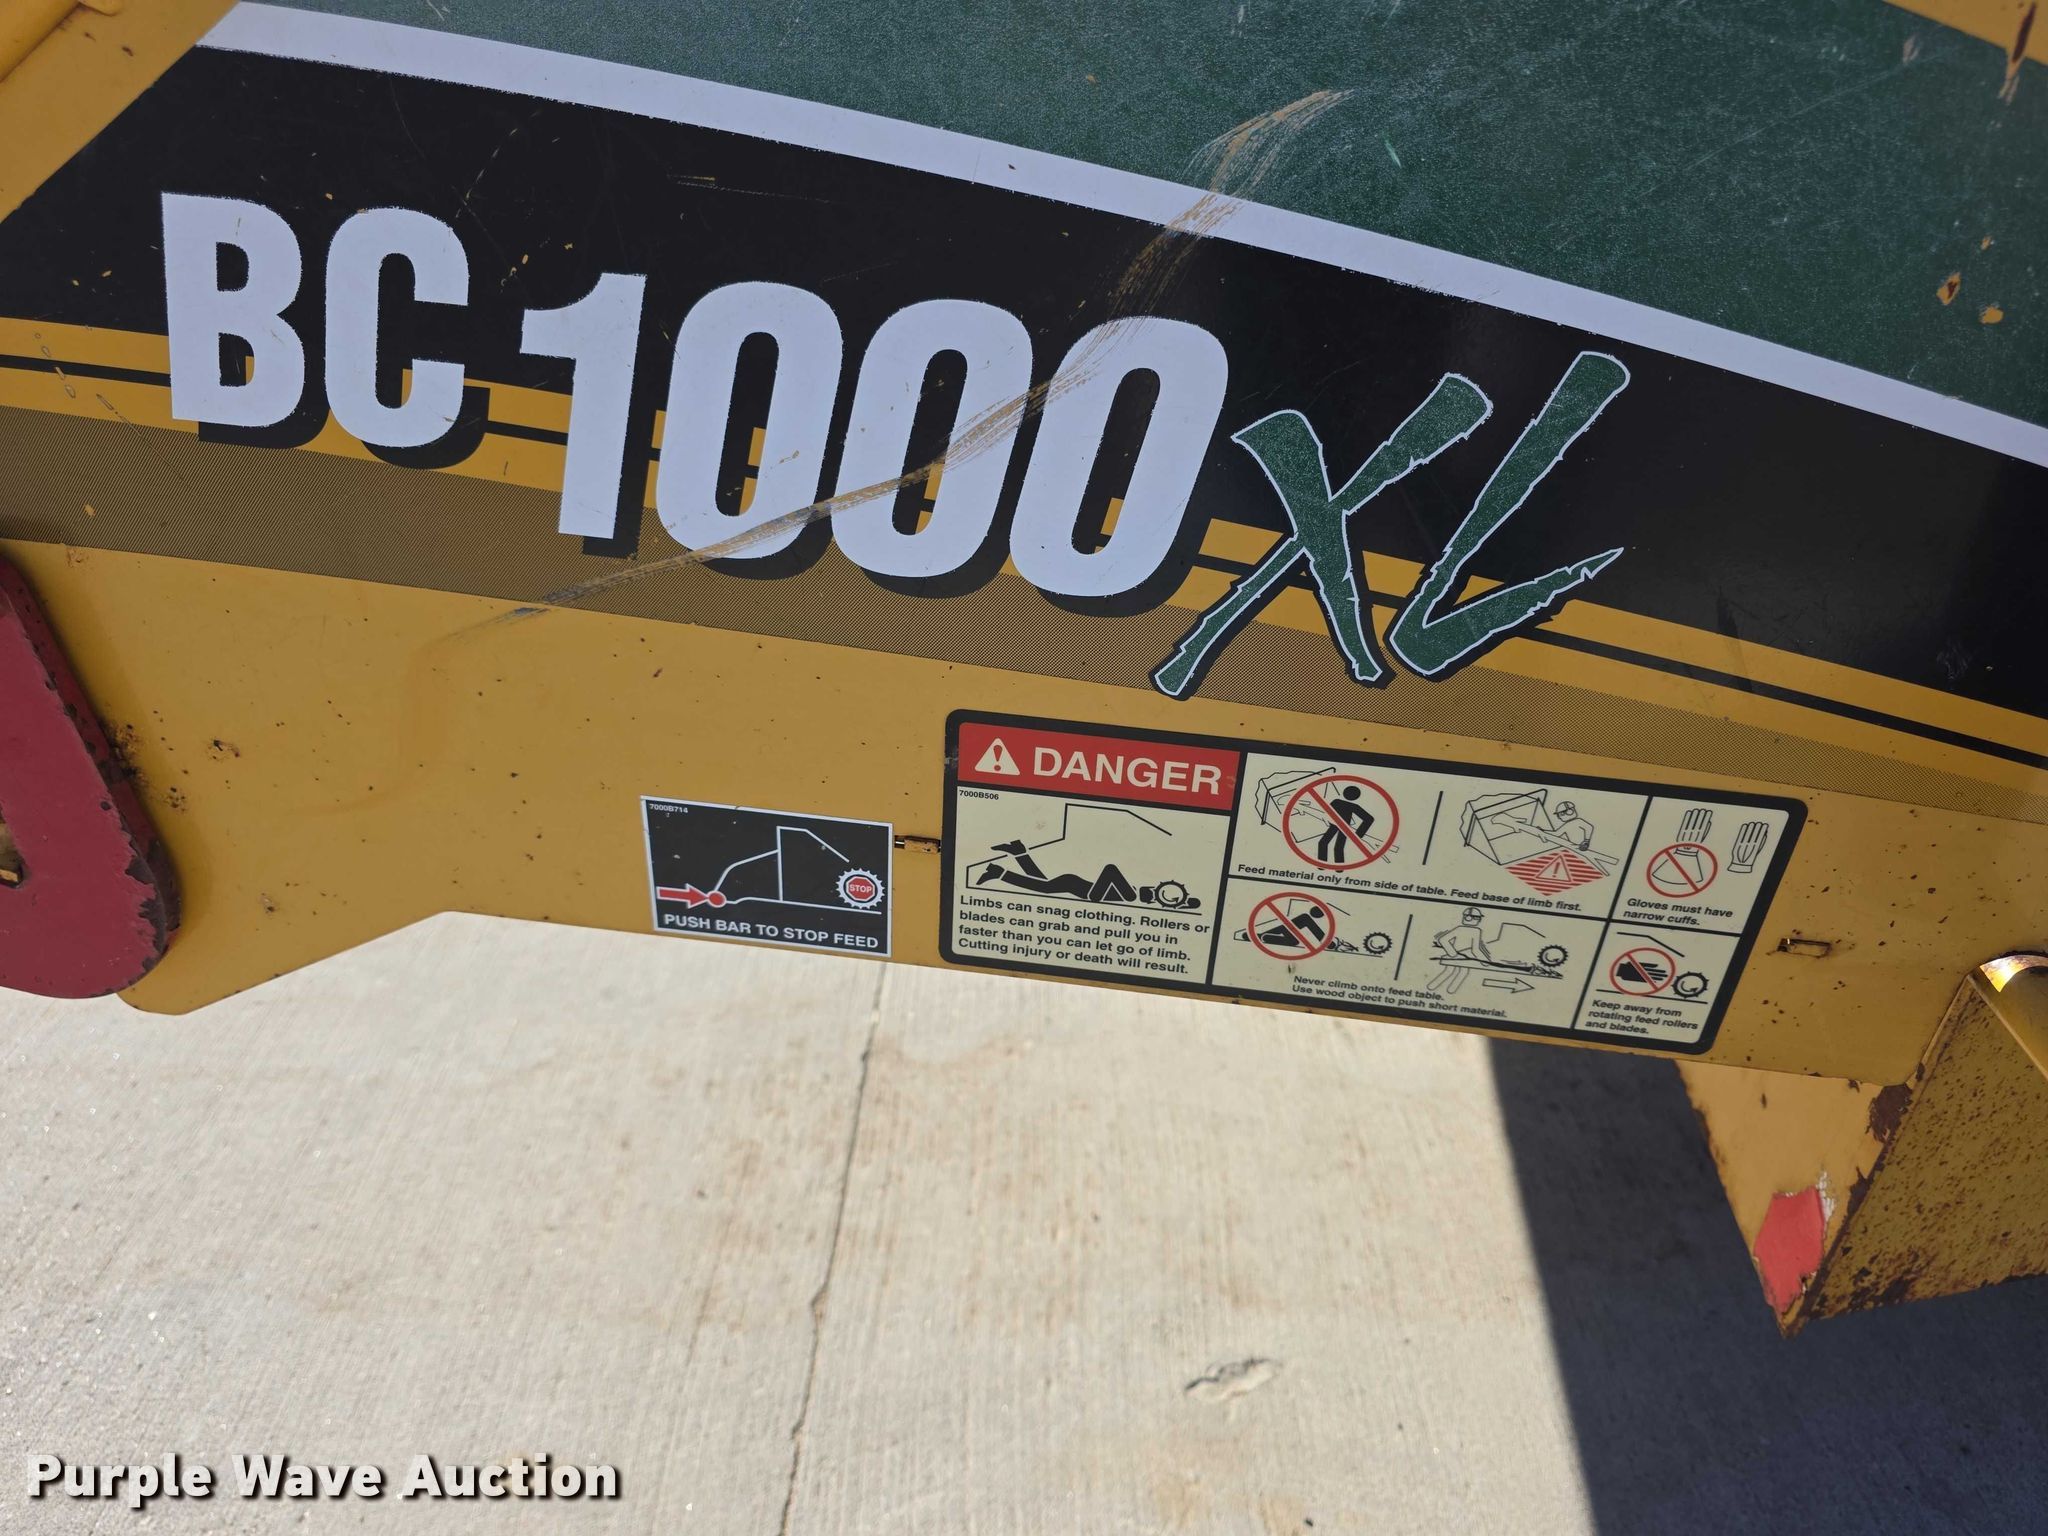 BC1000XL
7000B714
STOP
PUSH BAR TO STOP FEED
DANGER
7000B506
Limbs can snag clothing. Rollers or
blades can grab and pull you in
faster than you can let go of limb.
Cutting injury or death will result.
Feed material only from side of table. Feed base of limb first.
Gloves must have
narrow cuffs.
Never climb onto feed table.
Use wood object to push short material.
Keep away from
rotating feed rollers
and blades.
Purple Wave Auction